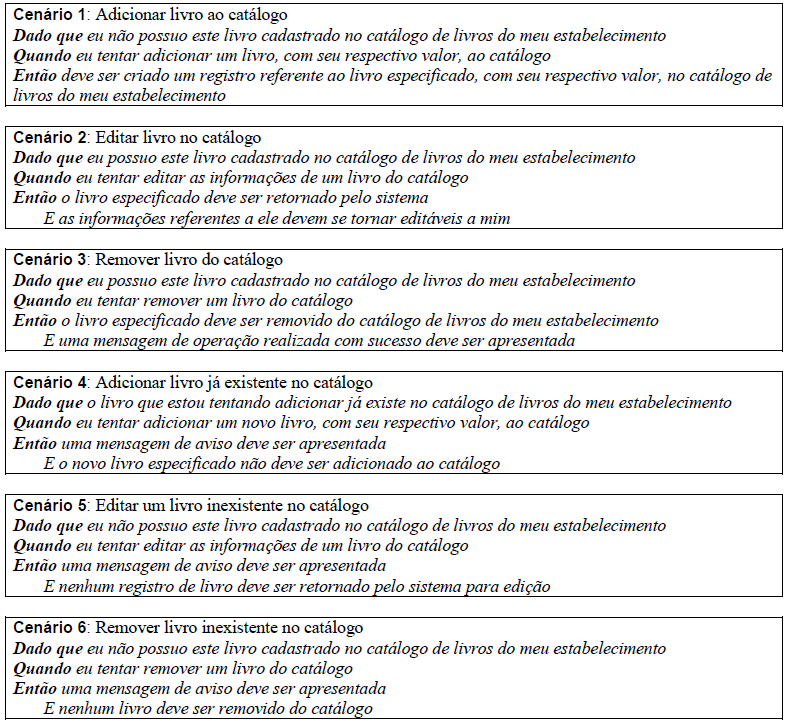 Cenário 1: Adicionar livro ao catálogo
Dado que eu não possuo este livro cadastrado no catálogo de livros do meu estabelecimento
Quando eu tentar adicionar um livro, com seu respectivo valor, ao catálogo
Então deve ser criado um registro referente ao livro especificado, com seu respectivo valor, no catálogo de
livros do meu estabelecimento
Cenário 2: Editar livro no catálogo
Dado que eu possuo este livro cadastrado no catálogo de livros do meu estabelecimento
Quando eu tentar editar as informações de um livro do catálogo
Então o livro especificado deve ser retornado pelo sistema
E as informações referentes a ele devem se tornar editáveis a mim
Cenário 3: Remover livro do catálogo
Dado que eu possuo este livro cadastrado no catálogo de livros do meu estabelecimento
Quando eu tentar remover um livro do catálogo
Então o livro especificado deve ser removido do catálogo de livros do meu estabelecimento
E uma mensagem de operação realizada com sucesso deve ser apresentada
Cenário 4: Adicionar livro já existente no catálogo
Dado que o livro que estou tentando adicionar já existe no catálogo de livros do meu estabelecimento
Quando eu tentar adicionar um novo livro, com seu respectivo valor, ao catálogo
Então uma mensagem de aviso deve ser apresentada
E o novo livro especificado não deve ser adicionado ao catálogo
Cenário 5: Editar um livro inexistente no catálogo
Dado que eu não possuo este livro cadastrado no catálogo de livros do meu estabelecimento
Quando eu tentar editar as informações de um livro do catálogo
Então uma mensagem de aviso deve ser apresentada
E nenhum registro de livro deve ser retornado pelo sistema para edição
Cenário 6: Remover livro inexistente no catálogo
Dado que eu não possuo este livro cadastrado no catálogo de livros do meu estabelecimento
Quando eu tentar remover um livro do catálogo
Então uma mensagem de aviso deve ser apresentada
E nenhum livro deve ser removido do catálogo